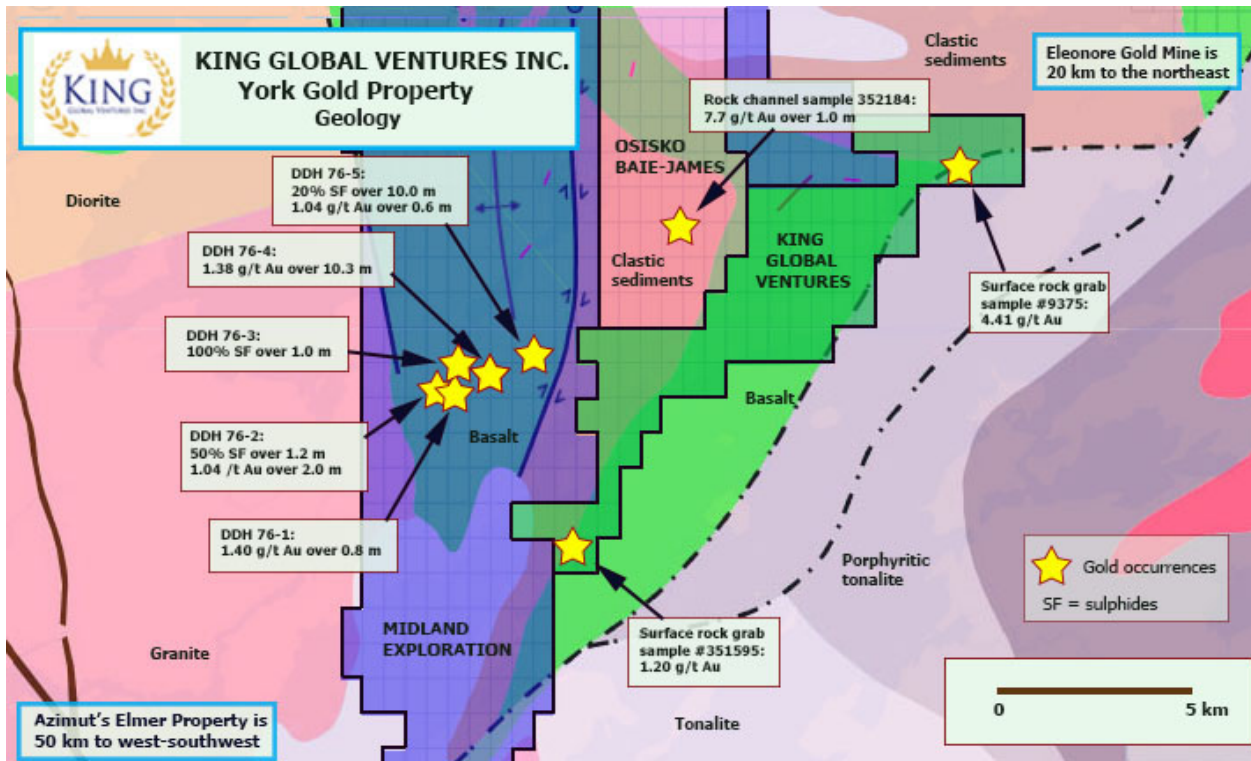 KING
GLOBAL VENTURES INC
KING GLOBAL VENTURES INC.
York Gold Property
Geology
Clastic
sediments
Eleonore Gold Mine is
20 km to the northeast
Rock channel sample 352184:
7.7 g/t Au over 1.0 m
OSISKO
BAIE-JAMES
DDH 76-5:
20% SF over 10.0 m
1.04 g/t Au over 0.6 m
Diorite
DDH 76-4:
1.38 g/t Au over 10.3 m
Clastic
sediments
KING
GLOBAL
VENTURES
Surface rock grab
sample #9375:
4.41 g/t Au
DDH 76-3:
100% SF over 1.0 m
Basalt
DDH 76-2:
50% SF over 1.2 m
1.04 /t Au over 2.0 m
Basalt
DDH 76-1:
1.40 g/t Au over 0.8 m
Porphyritic
tonalite
Gold occurrences
SF = sulphides
MIDLAND
EXPLORATION
Granite
Surface rock grab
sample #351595:
1.20 g/t Au
Tonalite
0 5 km
Azimut's Elmer Property is
50 km to west-southwest